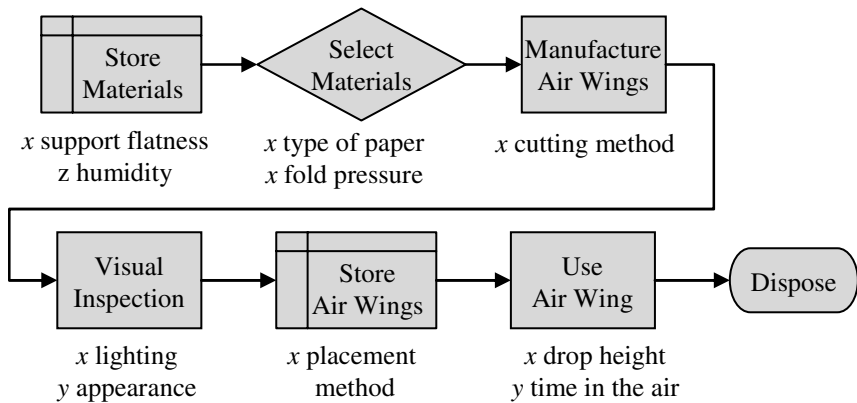 Store
Materials
Select
Materials
Manufacture
Air Wings
x support flatness
z humidity
x type of paper
x fold pressure
x cutting method
Visual
Inspection
Store
Air Wings
Use
Air Wing
Dispose
x lighting
y appearance
x placement
method
x drop height
y time in the air